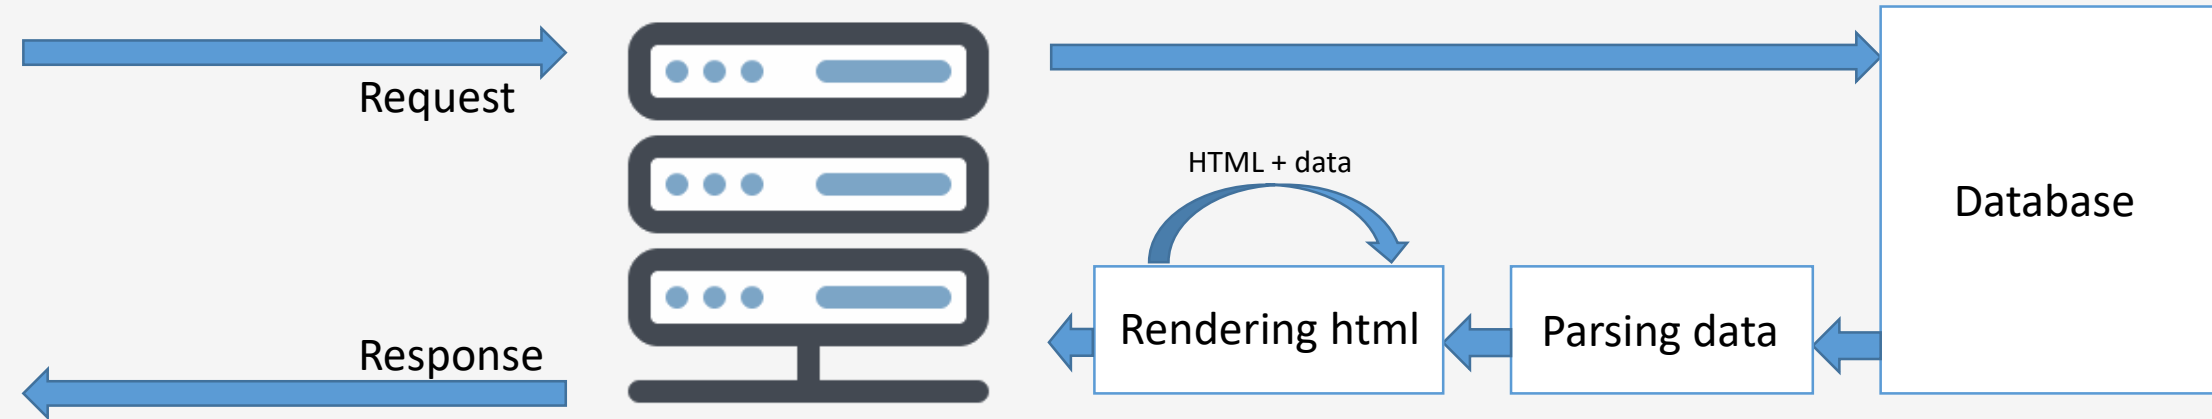 Request
HTML + data
Database
Rendering html
Parsing data
Response